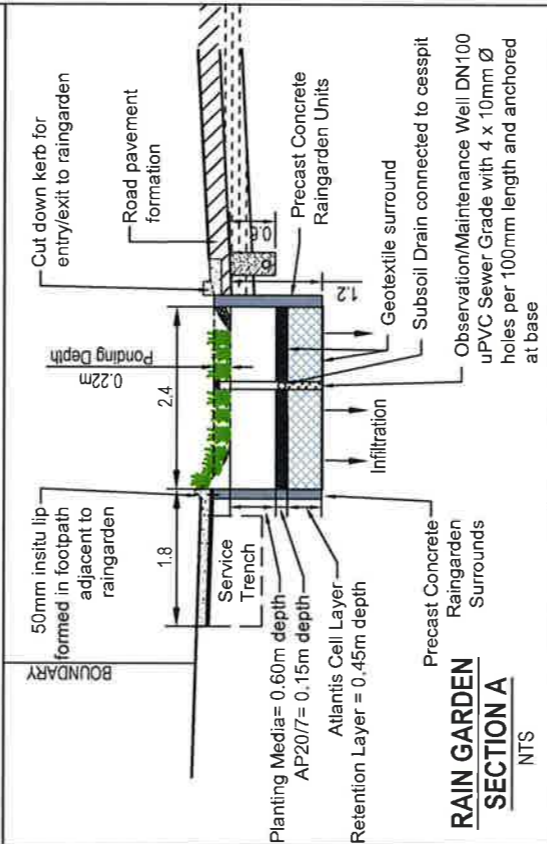 BOUNDARY
50mm insitu lip
formed in footpath
adjacent to
raingarden
1.8
2.4
0.22m
Ponding Depth
Cut down kerb for
entry/exit to raingarden
Road pavement
formation
0.6
1.2
Service
Trench
Planting Media= 0.60m depth
AP20/7= 0.15m depth
Atlantis Cell Layer
Retention Layer = 0.45m depth
Precast Concrete
Raingarden
Surrounds
Infiltration
Precast Concrete
Raingarden Units
Geotextile surround
Subsoil Drain connected to cesspit
Observation/Maintenance Well DN100
uPVC Sewer Grade with 4 x 10mm Ø
holes per 100mm length and anchored
at base
RAIN GARDEN
SECTION A
NTS